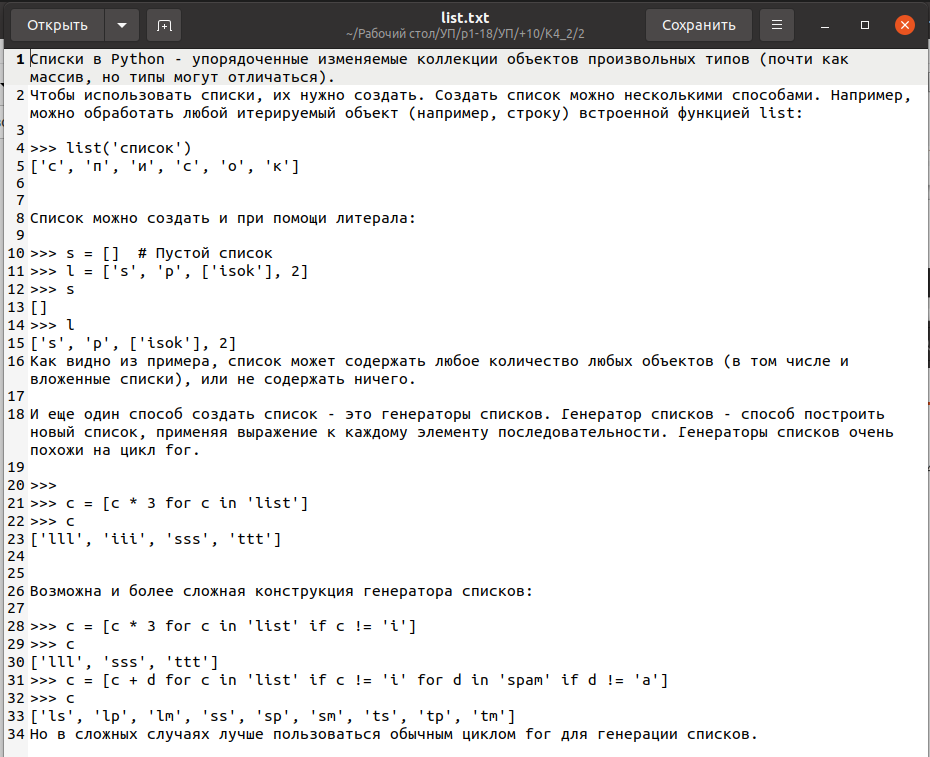 Открыть
list.txt
~/Рабочий стол/УП/р1-18/УП/+10/К4_2/2
Сохранить
1 Списки в Python - упорядоченные изменяемые коллекции объектов произвольных типов (почти как
массив, но типы могут отличаться).
2 Чтобы использовать списки, их нужно создать. Создать список можно несколькими способами. Например,
можно обработать любой итерируемый объект (например, строку) встроенной функцией list:
3
4 >>> list('список')
5 ['с', 'п', 'и', 'с', 'о', 'к']
6
7
8 Список можно создать и при помощи литерала:
9
10 >>> s = []  # Пустой список
11 >>> l = ['s', 'p', ['isok'], 2]
12 >>> s
13 []
14 >>> l
15 ['s', 'p', ['isok'], 2]
16 Как видно из примера, список может содержать любое количество любых объектов (в том числе и
вложенные списки), или не содержать ничего.
17
18 И еще один способ создать список - это генераторы списков. Генератор списков - способ построить
новый список, применяя выражение к каждому элементу последовательности. Генераторы списков очень
похожи на цикл for.
19
20 >>>
21 >>> c = [c * 3 for c in 'list']
22 >>> c
23 ['lll', 'iii', 'sss', 'ttt']
24
25
26 Возможна и более сложная конструкция генератора списков:
27
28 >>> c = [c * 3 for c in 'list' if c != 'i']
29 >>> c
30 ['lll', 'sss', 'ttt']
31 >>> c = [c + d for c in 'list' if c != 'i' for d in 'spam' if d != 'a']
32 >>> c
33 ['ls', 'lp', 'lm', 'ss', 'sp', 'sm', 'ts', 'tp', 'tm']
34 Но в сложных случаях лучше пользоваться обычным циклом for для генерации списков.